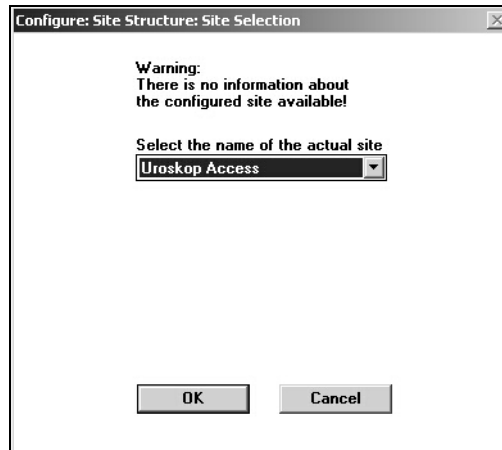 Configure: Site Structure: Site Selection
Warning:
There is no information about
the configured site available!
Select the name of the actual site
Uroskop Access
OK
Cancel